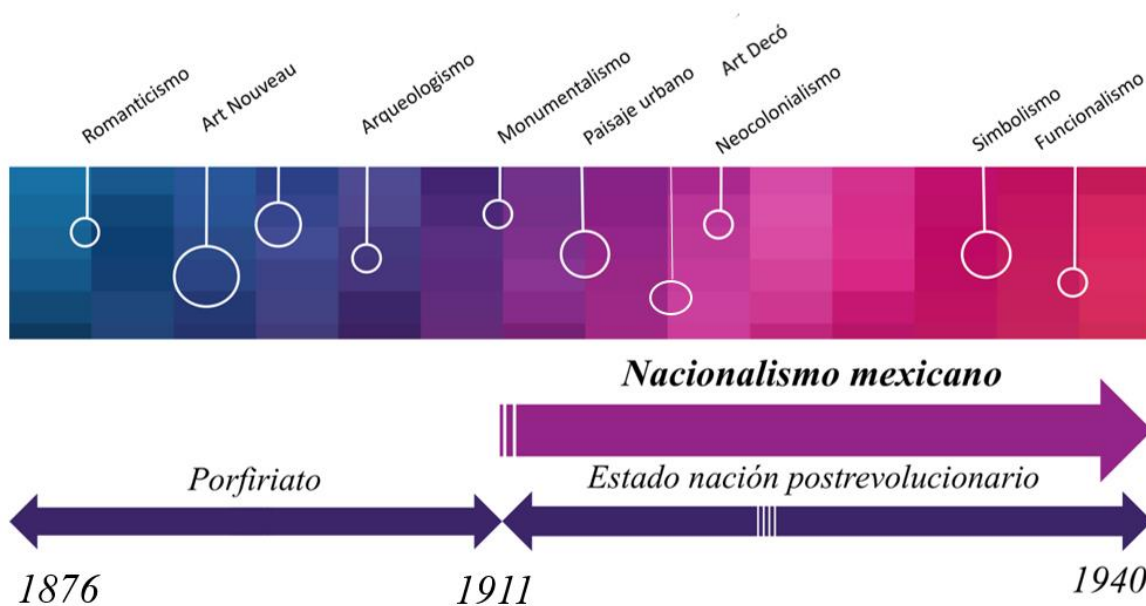 Romanticismo
Art Nouveau
Arqueologismo
Monumentalismo
Paisaje urbano
Art Decó
Neocolonialismo
Simbolismo
Funcionalismo
Nacionalismo mexicano
Porfiriato
Estado nación postrevolucionario
1876
1911
1940